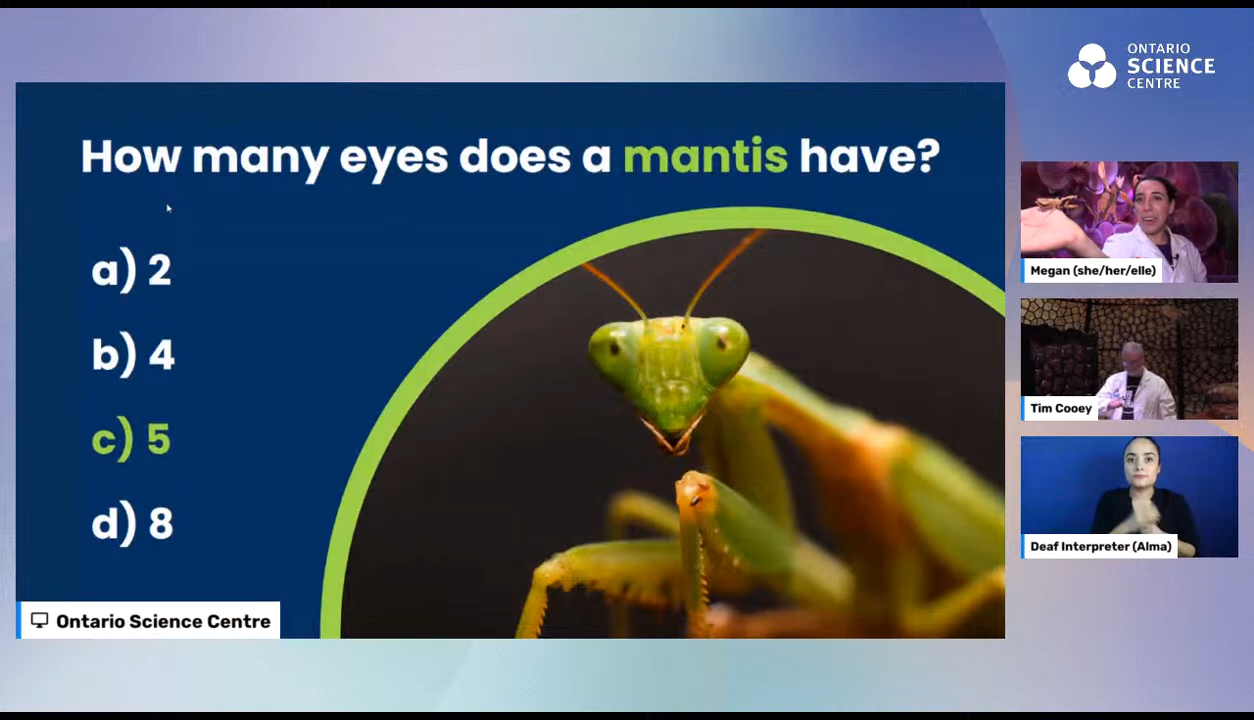 ONTARIO
SCIENCE
CENTRE
How many eyes does a mantis have?
a) 2
b) 4
c) 5
d) 8
Ontario Science Centre
Megan (she/her/elle)
Tim Cooey
Deaf Interpreter (Alma)